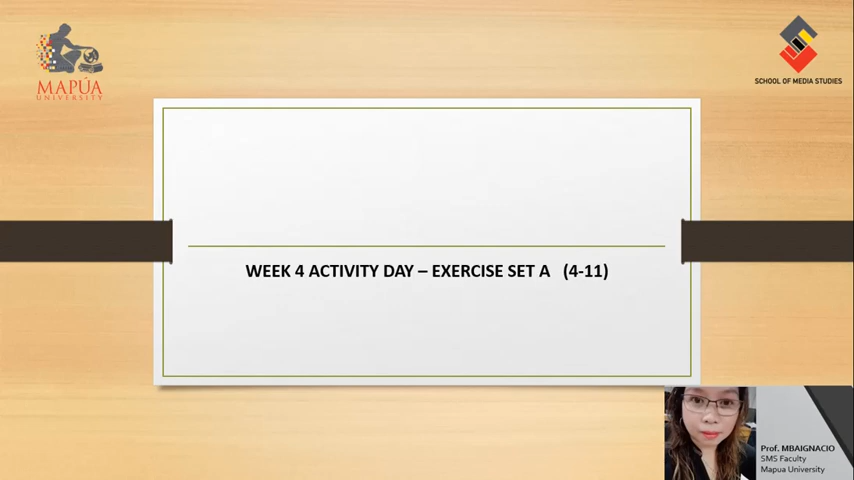 MAPÚA
UNIVERSITY
SCHOOL OF MEDIA STUDIES
WEEK 4 ACTIVITY DAY – EXERCISE SET A (4-11)
Prof. MBAIGNACIO
SMS Faculty
Mapua University